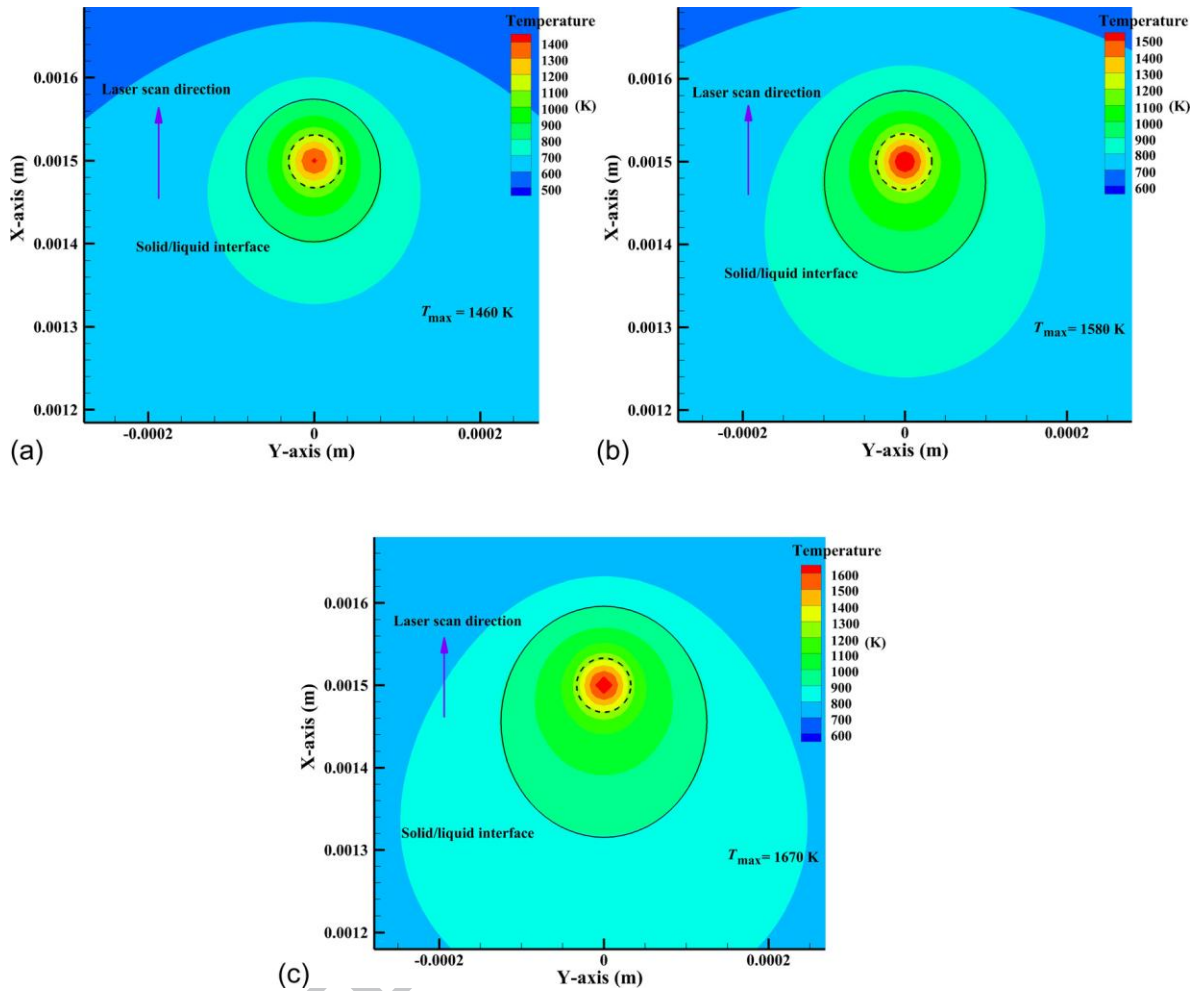 Temperature
1400
1300
1200
1100
1000
900
800
700
600
500
(K)
0.0016
0.0015
0.0014
0.0013
0.0012
X-axis (m)
Laser scan direction
Solid/liquid interface
Tmax = 1460 K
-0.0002
0
0.0002
Y-axis (m)
(a)
Temperature
1500
1400
1300
1200
1100
1000
900
800
700
600
(K)
0.0016
0.0015
0.0014
0.0013
0.0012
X-axis (m)
Laser scan direction
Solid/liquid interface
Tmax = 1580 K
-0.0002
0
0.0002
Y-axis (m)
(b)
Temperature
1600
1500
1400
1300
1200
1100
1000
900
800
700
600
(K)
0.0016
0.0015
0.0014
0.0013
0.0012
X-axis (m)
Laser scan direction
Solid/liquid interface
Tmax= 1670 K
-0.0002
0
0.0002
Y-axis (m)
(c)